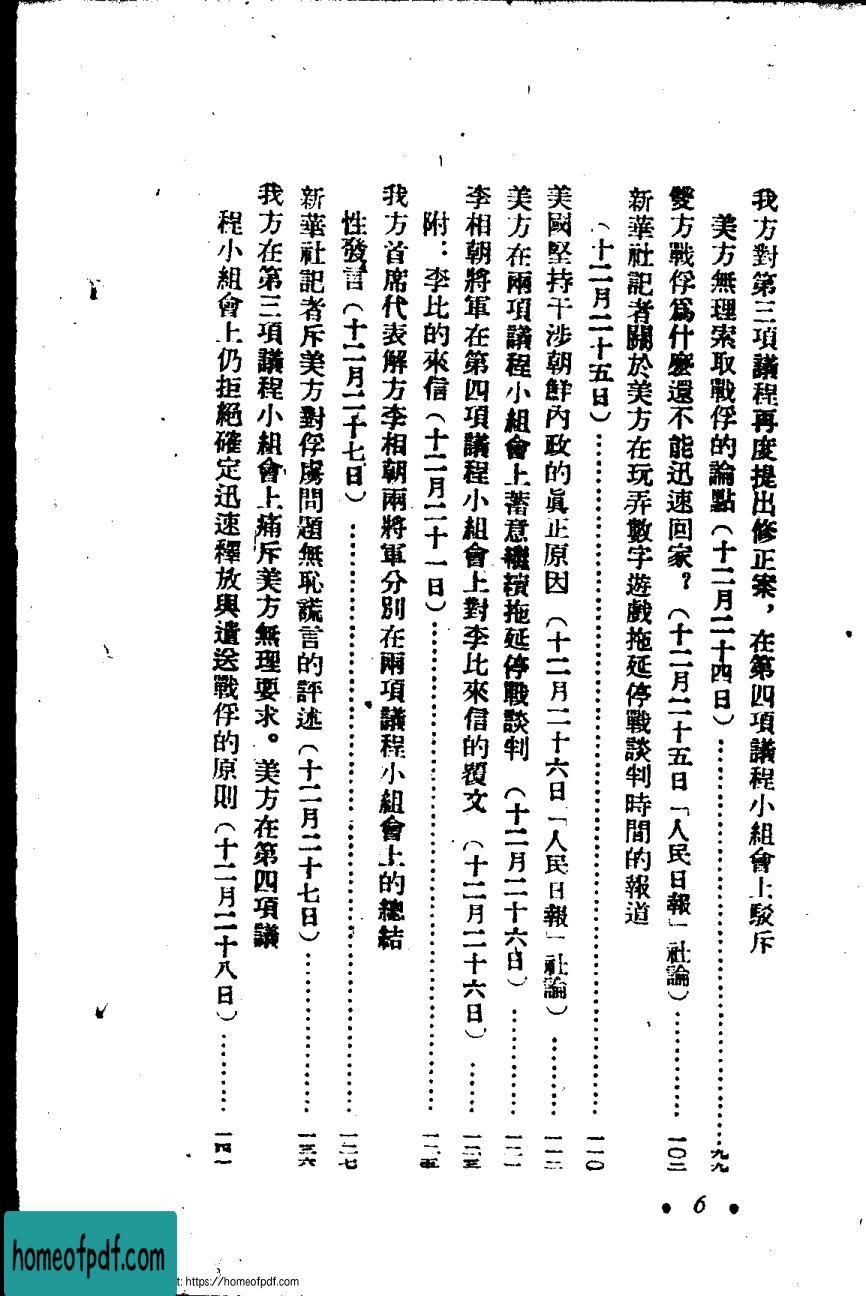 我方對第三項議程再度提出修正案，在第四項議程小組會上駁斥
美方無理索取戰俘的論點（十二月二十四日）……………………九九
雙方戰俘爲什麽還不能迅速回家？（十二月二十五日「人民日報」社論）…………一〇二
新華社記者關於美方在玩弄數字遊戲拖延停戰談判時間的報道
（十二月二十五日）……………………………………一一〇
美國堅持干涉朝鮮內政的眞正原因（十二月二十六日「人民日報」社論）………一一二
美方在兩項議程小組會上蓄意繼續拖延停戰談判（十二月二十六日）…………一二一
李相朝將軍在第四項議程小組會上對李比來信的覆文（十二月二十六日）……一二三
附：李比的來信（十二月二十一日）……………………………一二五
我方首席代表解方李相朝兩將軍分別在兩項議程小組會上的總結
性發言（十二月二十七日）………………………………一二七
新華社記者斥美方對俘虜問題無恥謊言的評述（十二月二十七日）………………一三六
我方在第三項議程小組會上痛斥美方無理要求。美方在第四項議
程小組會上仍拒絕確定迅速釋放與遣送戰俘的原則（十二月二十八日）…………一四一
• 6 •
homeofpdf.com
t: https://homeofpdf.com